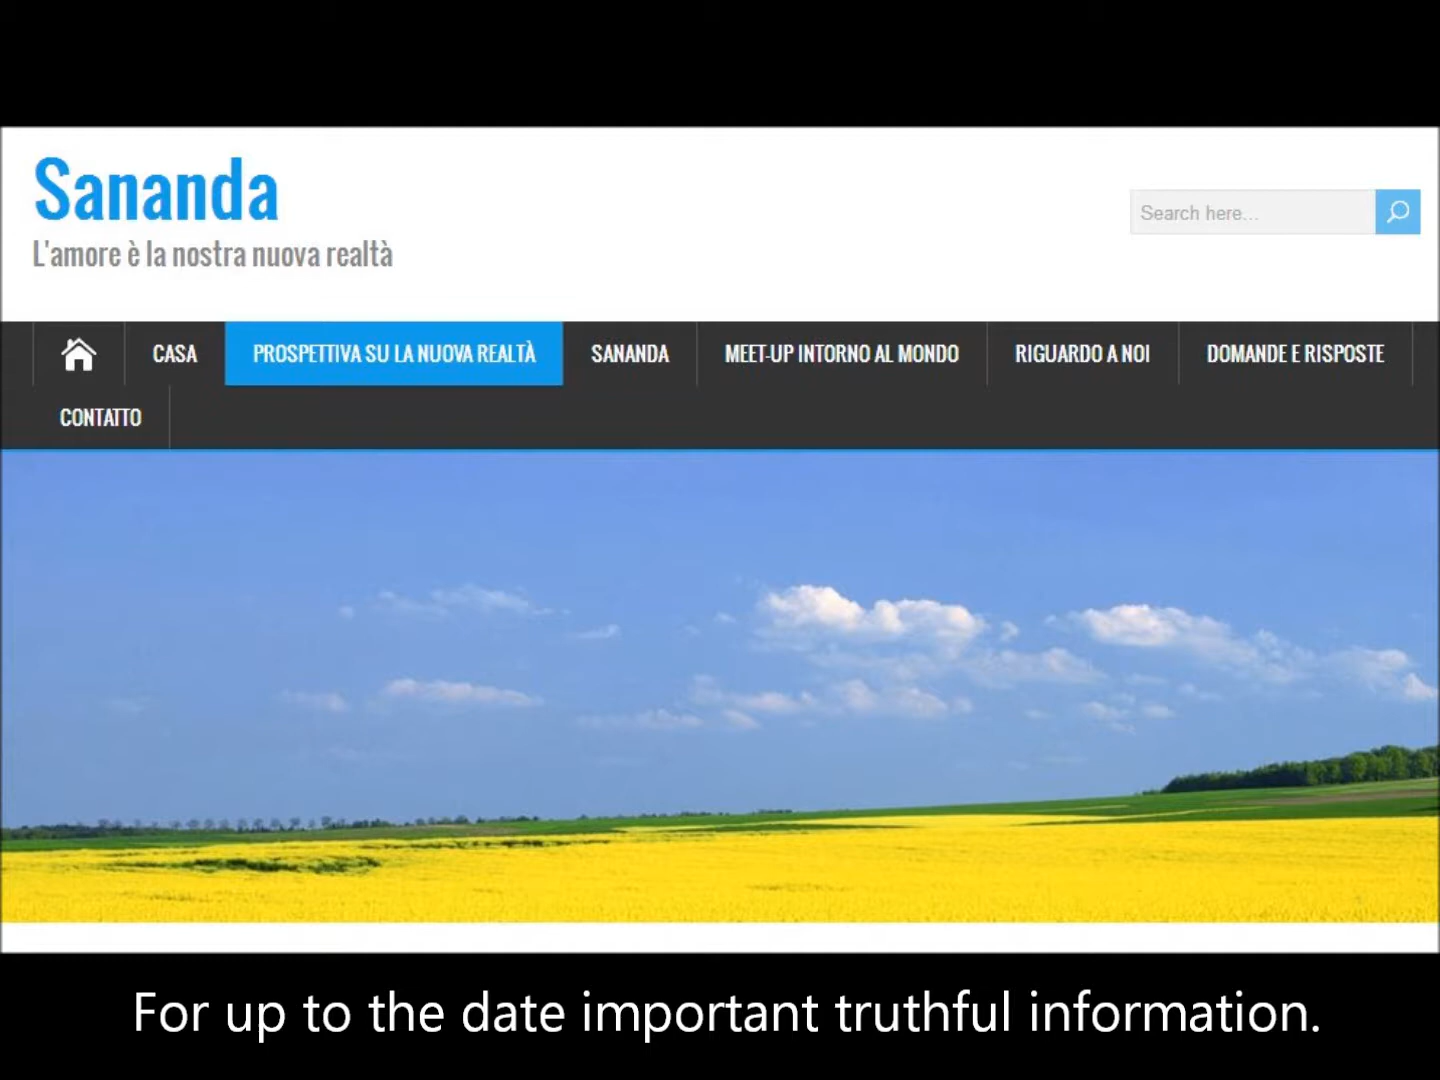 Sananda
L'amore è la nostra nuova realtà
Search here...
CASA PROSPETTIVA SU LA NUOVA REALTÀ SANANDA MEET-UP INTORNO AL MONDO RIGUARDO A NOI DOMANDE E RISPOSTE
CONTATTO
For up to the date important truthful information.